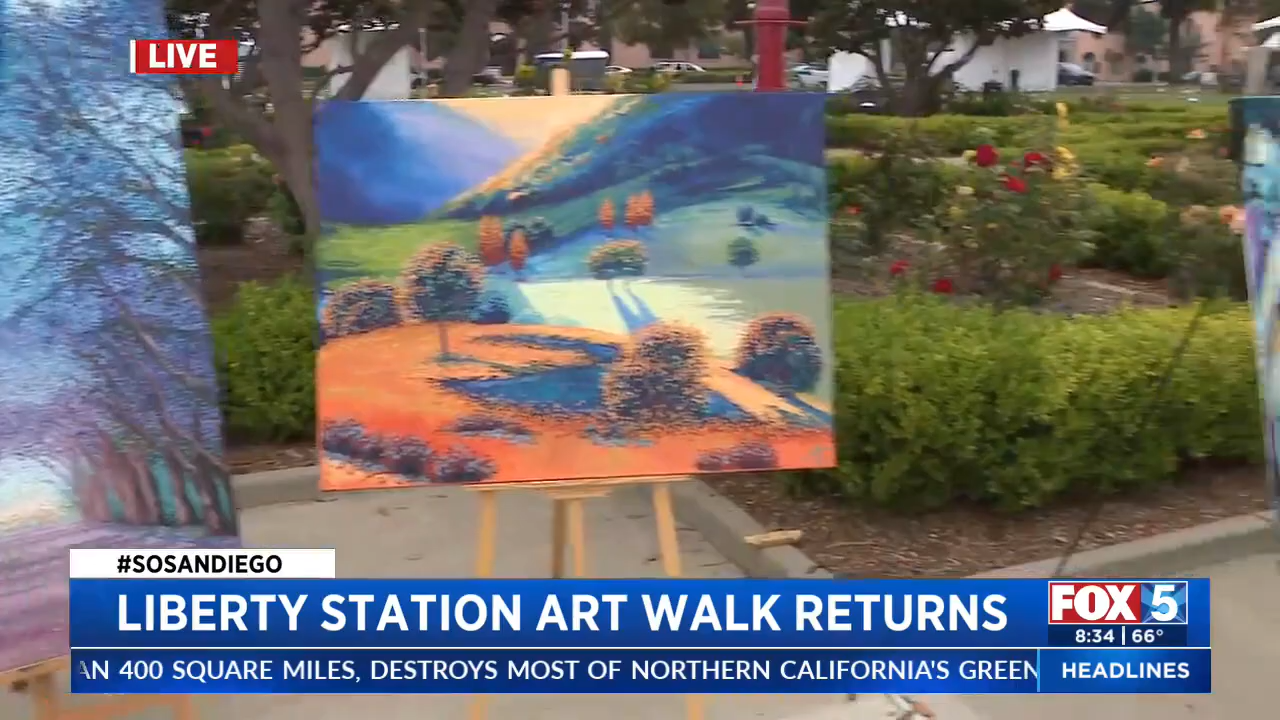 LIVE
#SOSANDIEGO
LIBERTY STATION ART WALK RETURNS
FOX 5
8:34 | 66°
AN 400 SQUARE MILES, DESTROYS MOST OF NORTHERN CALIFORNIA'S GREEN
HEADLINES